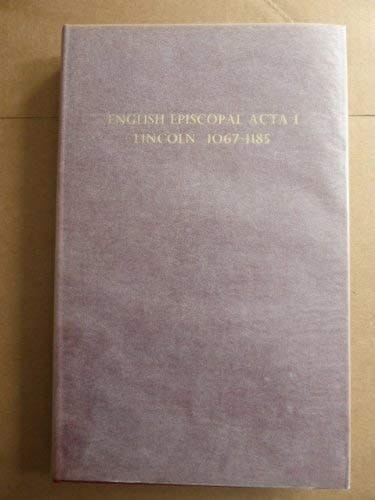 ENGLISH EPISCOPAL ACTA I
LINCOLN 1067-1185